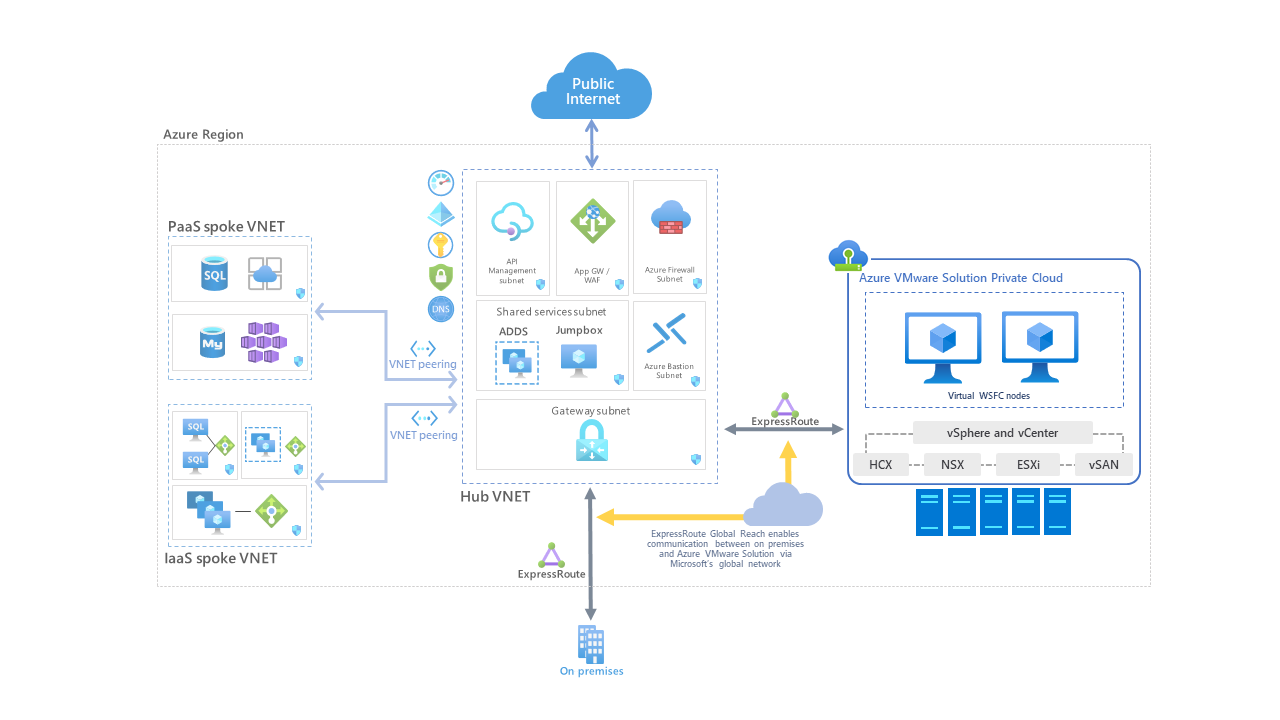 Public
Internet
Azure Region
PaaS spoke VNET
SQL
My
VNET peering
VNET peering
SQL
SQL
IaaS spoke VNET
DNS
API
Management
subnet
App GW /
WAF
Azure Firewall
Subnet
Shared services subnet
ADDS
Jumpbox
Azure Bastion
Subnet
Gateway subnet
Hub VNET
ExpressRoute
Azure VMware Solution Private Cloud
Virtual WSFC nodes
vSphere and vCenter
HCX
NSX
ESXi
vSAN
ExpressRoute Global Reach enables
communication between on premises
and Azure VMware Solution via
Microsoft's global network
ExpressRoute
On premises